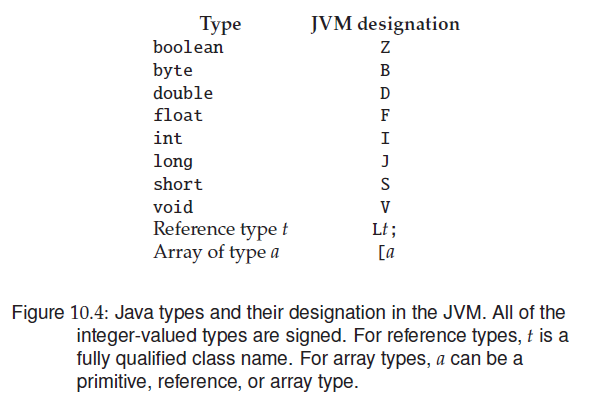 Type JVM designation
boolean Z
byte B
double D
float F
int I
long J
short S
void V
Reference type t Lt;
Array of type a [a
Figure 10.4: Java types and their designation in the JVM. All of the
integer-valued types are signed. For reference types, t is a
fully qualified class name. For array types, a can be a
primitive, reference, or array type.